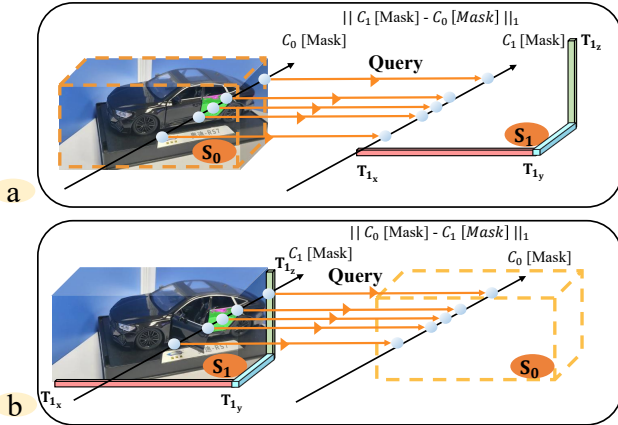 || C₁ [Mask] - C₀ [Mask] ||₁
C₀ [Mask]
C₁ [Mask]
T₁z
Query
S₀
S₁
T₁x
T₁y
a
|| C₀ [Mask] - C₁ [Mask] ||₁
C₁ [Mask]
C₀ [Mask]
T₁z
Query
S₁
S₀
T₁x
T₁y
b